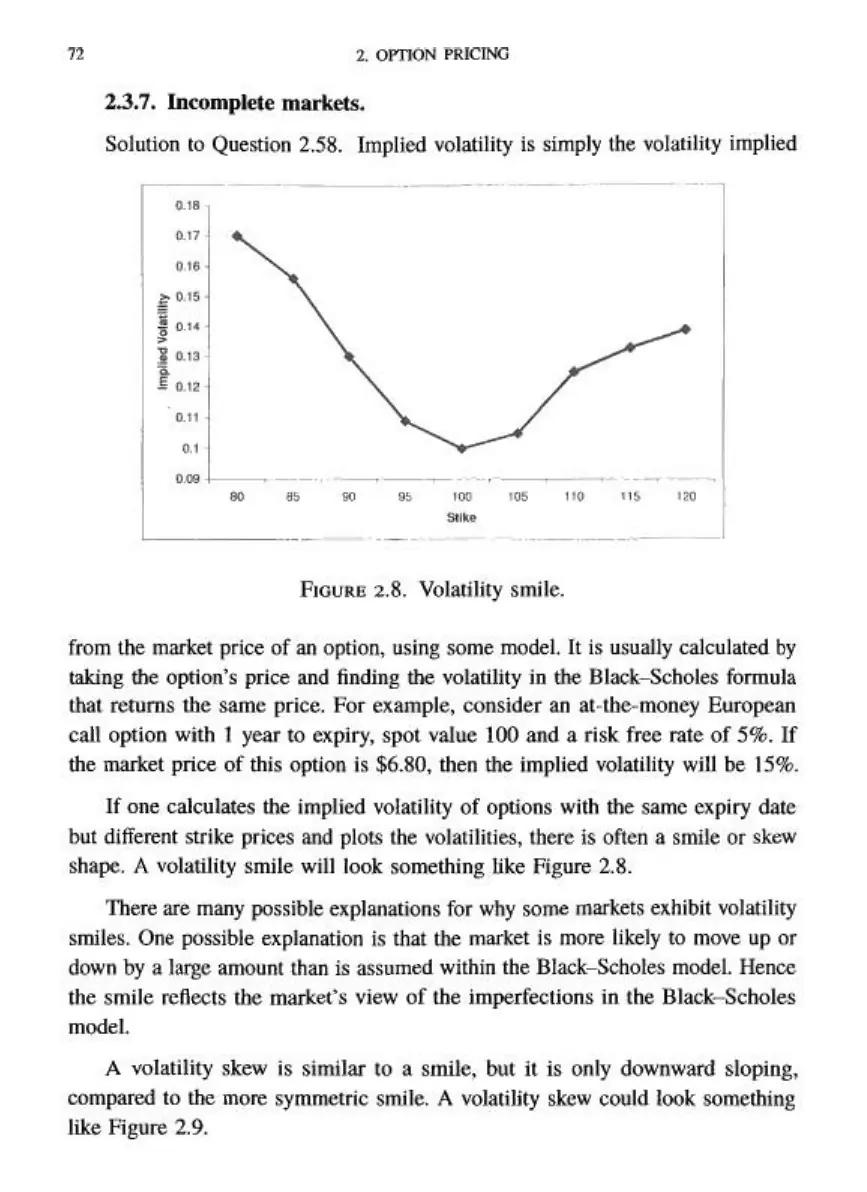 72
2. OPTION PRICING
2.3.7. Incomplete markets.
Solution to Question 2.58. Implied volatility is simply the volatility implied
0.18
0.17
0.16
0.15
0.14
0.13
0.12
0.11
0.1
0.09
Implied Volatility
80 85 90 95 100 105 110 115 120
Stike
FIGURE 2.8. Volatility smile.
from the market price of an option, using some model. It is usually calculated by
taking the option's price and finding the volatility in the Black–Scholes formula
that returns the same price. For example, consider an at-the-money European
call option with 1 year to expiry, spot value 100 and a risk free rate of 5%. If
the market price of this option is $6.80, then the implied volatility will be 15%.
If one calculates the implied volatility of options with the same expiry date
but different strike prices and plots the volatilities, there is often a smile or skew
shape. A volatility smile will look something like Figure 2.8.
There are many possible explanations for why some markets exhibit volatility
smiles. One possible explanation is that the market is more likely to move up or
down by a large amount than is assumed within the Black–Scholes model. Hence
the smile reflects the market's view of the imperfections in the Black–Scholes
model.
A volatility skew is similar to a smile, but it is only downward sloping,
compared to the more symmetric smile. A volatility skew could look something
like Figure 2.9.